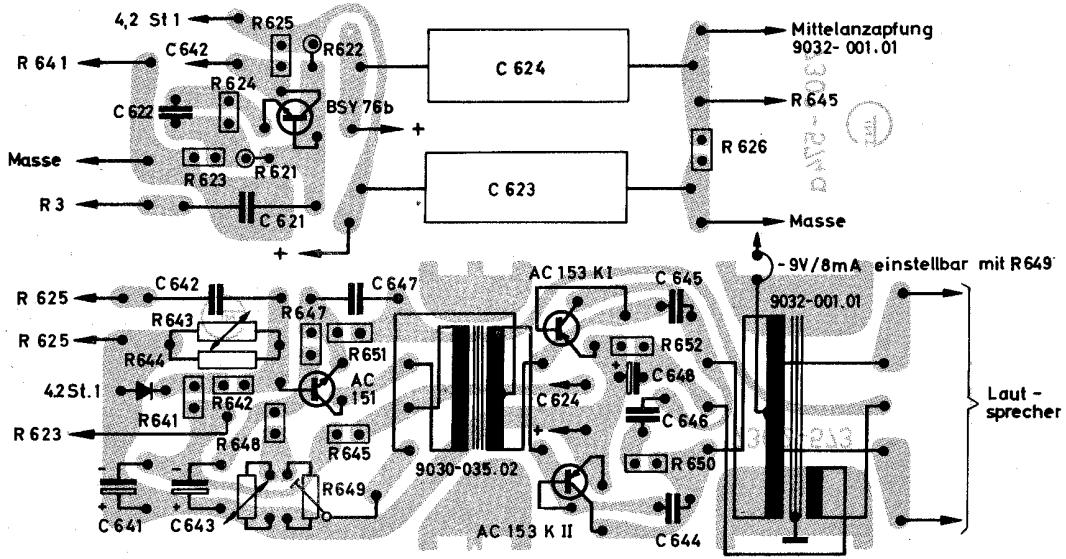 4,2 St 1
R 625
R 622
Mittelanzapfung
9032-001.01
R 641
C 642
C 624
R 624
C 622
BSY 76b
R 645
+
R 626
Masse
R 623
R 621
C 623
R 3
C 621
+
Masse
AC 153 K I
C 645
-9V/8mA einstellbar mit R649
R 625
C 642
C 647
9032-001.01
R 643
R 647
R 625
R 651
R 652
R 644
+
C 648
4.2 St.1
AC
151
C 624
Laut-
sprecher
R 641
R 642
C 646
R 623
R 648
R 645
+
R 650
9030-035.02
-
-
R 649
+
+
C 641
C 643
AC 153 K II
C 644